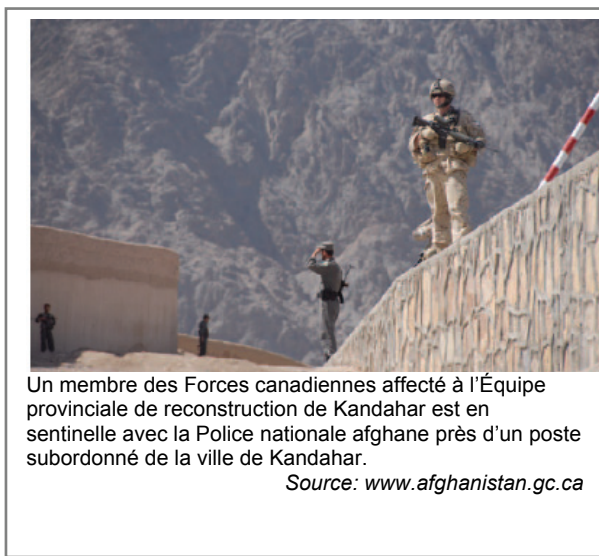 Un membre des Forces canadiennes affecté à l'Équipe
provinciale de reconstruction de Kandahar est en
sentinelle avec la Police nationale afghane près d'un poste
subordonné de la ville de Kandahar.
Source: www.afghanistan.gc.ca